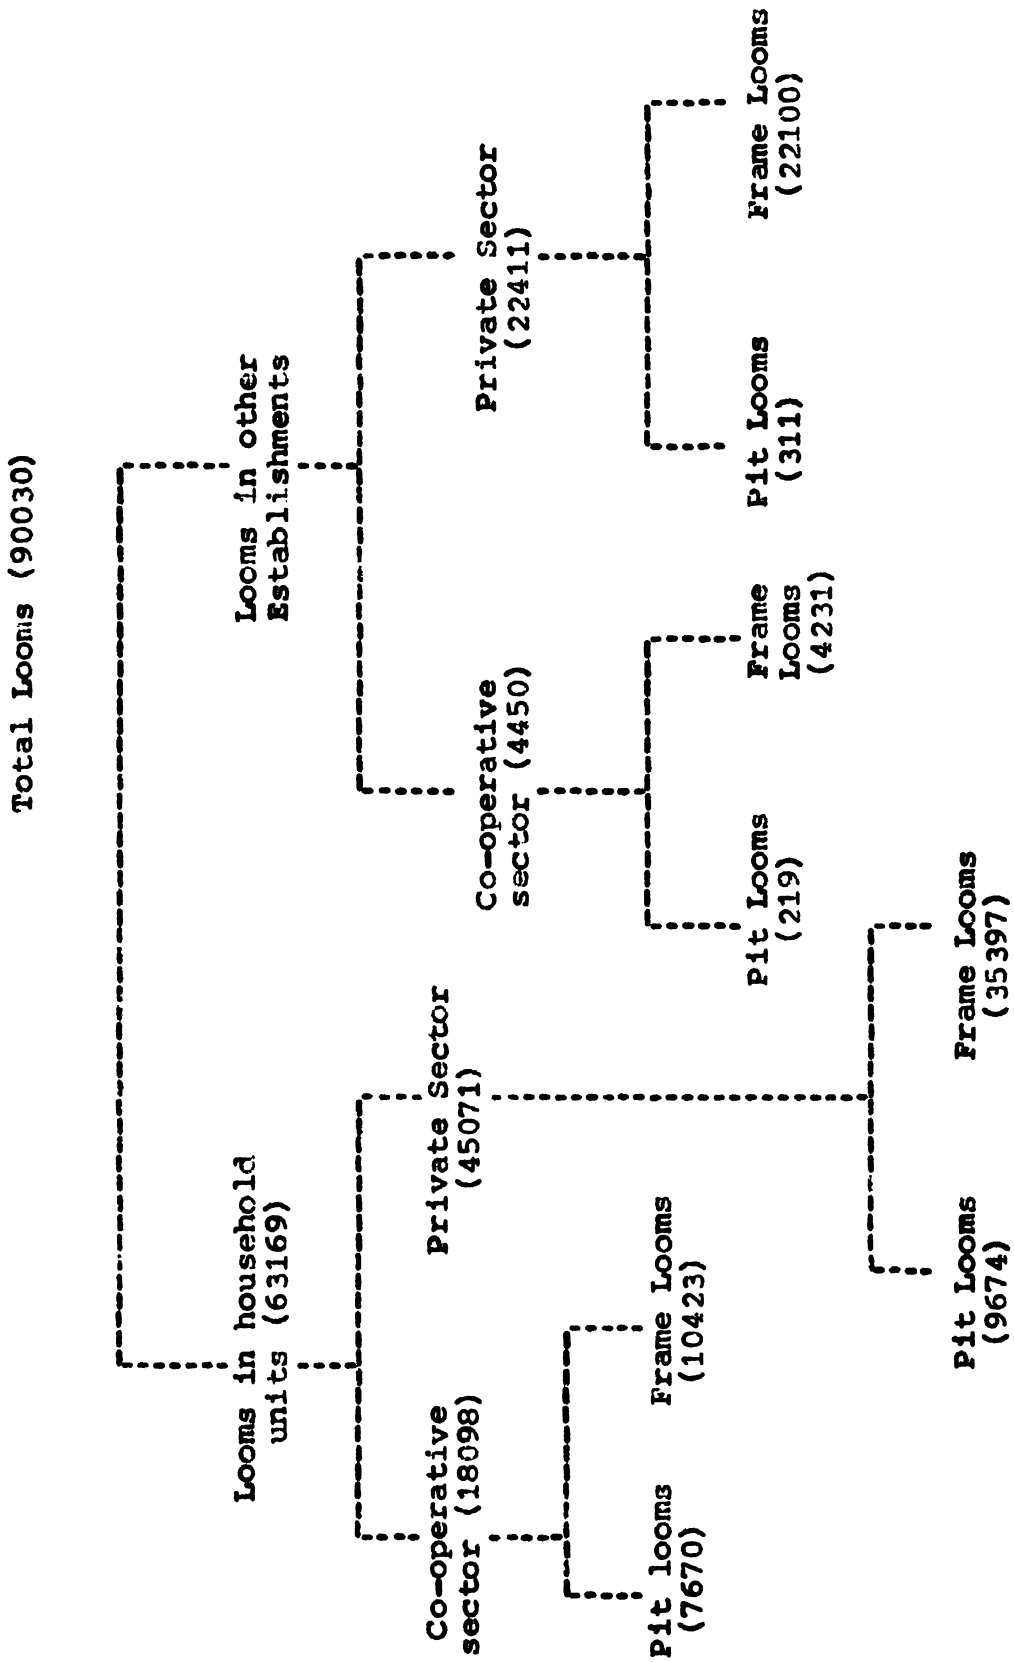 Total Looms (90030)
Looms in household
units (63169)
Looms in other
Establishments
Co-operative
sector (18098)
Private Sector
(45071)
Co-operative
sector (4450)
Private Sector
(22411)
Pit looms
(7670)
Frame Looms
(10423)
Pit Looms
(219)
Frame
Looms
(4231)
Pit Looms
(311)
Frame Looms
(22100)
Pit Looms
(9674)
Frame Looms
(35397)